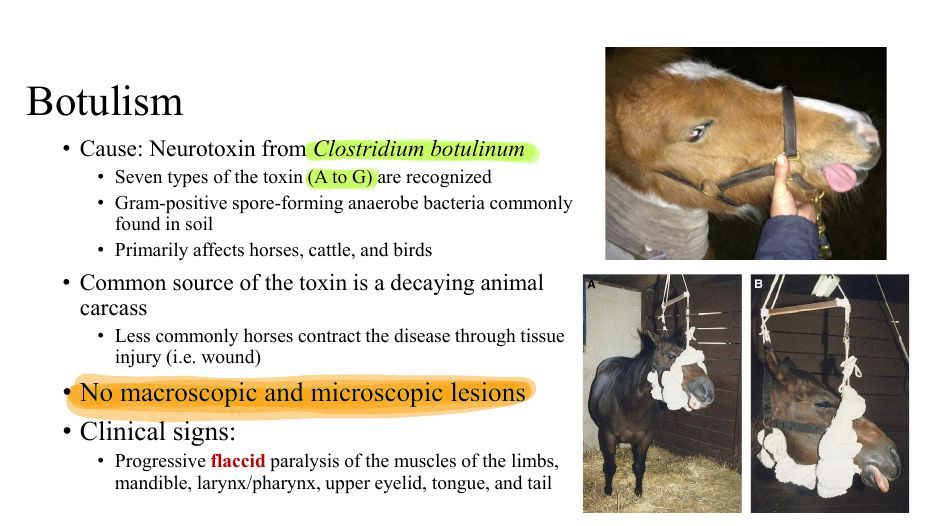 Botulism
• Cause: Neurotoxin from Clostridium botulinum
• Seven types of the toxin (A to G) are recognized
• Gram-positive spore-forming anaerobe bacteria commonly
found in soil
• Primarily affects horses, cattle, and birds
• Common source of the toxin is a decaying animal
carcass
• Less commonly horses contract the disease through tissue
injury (i.e. wound)
• No macroscopic and microscopic lesions
• Clinical signs:
• Progressive flaccid paralysis of the muscles of the limbs,
mandible, larynx/pharynx, upper eyelid, tongue, and tail
A
B